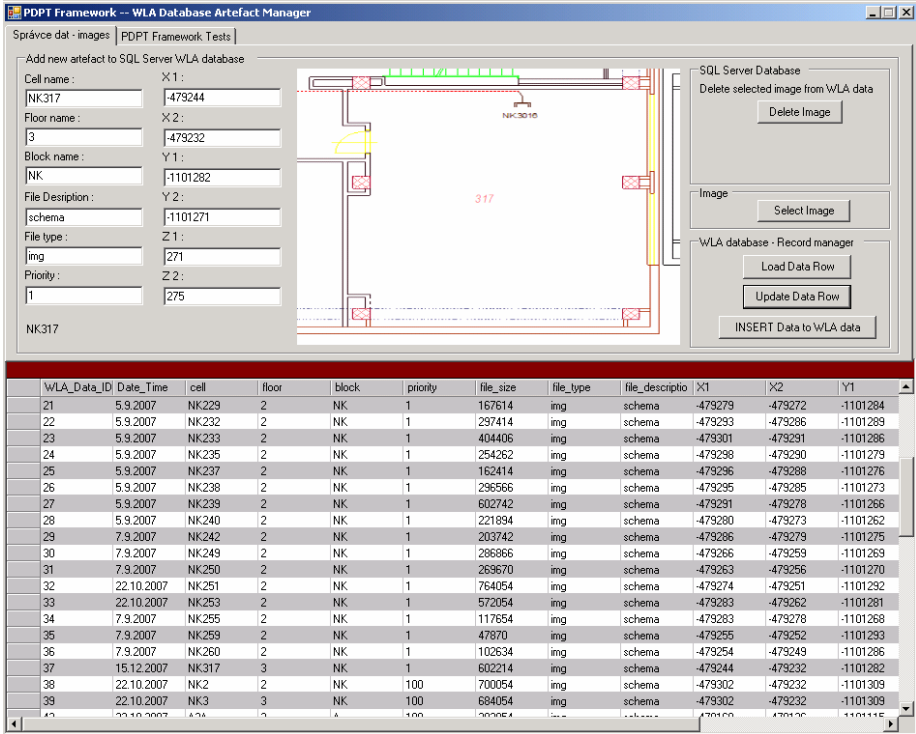 PDPT Framework -- WLA Database Artefact Manager
Správce dat - images PDPT Framework Tests
Add new artefact to SQL Server WLA database
Cell name : X 1 :
NK317 -479244
Floor name : X 2 :
3 -479232
Block name : Y 1 :
NK -1101282
File Desription : Y 2 :
schema -1101271
File type : Z 1 :
img 271
Priority : Z 2 :
1 275
NK317
NK3016
317
SQL Server Database
Delete selected image from WLA data
Delete Image
Image
Select Image
WLA database - Record manager
Load Data Row
Update Data Row
INSERT Data to WLA data
WLA_Data_ID Date_Time cell floor block priority file_size file_type file_descriptio X1 X2 Y1
21 5.9.2007 NK229 2 NK 1 167614 img schema -479279 -479272 -1101284
22 5.9.2007 NK232 2 NK 1 297414 img schema -479293 -479286 -1101289
23 5.9.2007 NK233 2 NK 1 404406 img schema -479301 -479291 -1101286
24 5.9.2007 NK235 2 NK 1 254262 img schema -479298 -479290 -1101279
25 5.9.2007 NK237 2 NK 1 162414 img schema -479296 -479288 -1101276
26 5.9.2007 NK238 2 NK 1 296566 img schema -479295 -479285 -1101273
27 5.9.2007 NK239 2 NK 1 602742 img schema -479291 -479278 -1101266
28 5.9.2007 NK240 2 NK 1 221894 img schema -479280 -479273 -1101262
29 7.9.2007 NK242 2 NK 1 203742 img schema -479286 -479279 -1101275
30 7.9.2007 NK249 2 NK 1 286866 img schema -479266 -479259 -1101269
31 7.9.2007 NK250 2 NK 1 269670 img schema -479263 -479256 -1101270
32 22.10.2007 NK251 2 NK 1 764054 img schema -479274 -479251 -1101292
33 22.10.2007 NK253 2 NK 1 572054 img schema -479283 -479262 -1101281
34 7.9.2007 NK255 2 NK 1 117654 img schema -479283 -479278 -1101268
35 7.9.2007 NK259 2 NK 1 47870 img schema -479255 -479252 -1101293
36 7.9.2007 NK260 2 NK 1 102634 img schema -479254 -479249 -1101286
37 15.12.2007 NK317 3 NK 1 602214 img schema -479244 -479232 -1101282
38 22.10.2007 NK2 2 NK 100 700054 img schema -479302 -479232 -1101309
39 22.10.2007 NK3 3 NK 100 684054 img schema -479302 -479232 -1101309